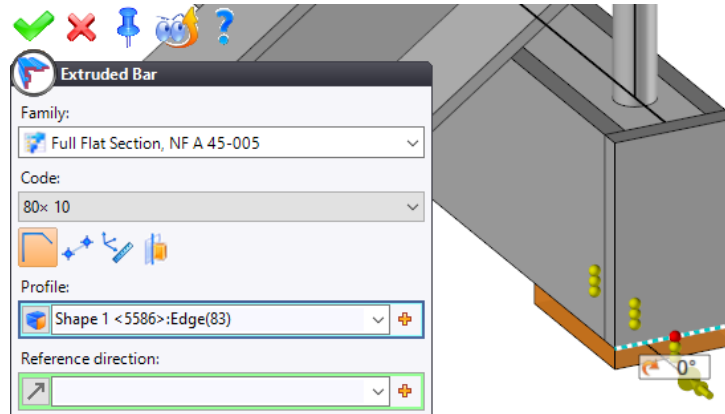 Extruded Bar
Family:
Full Flat Section, NF A 45-005
Code:
80× 10
Profile:
Shape 1 <5586>:Edge(83)
Reference direction:
0°